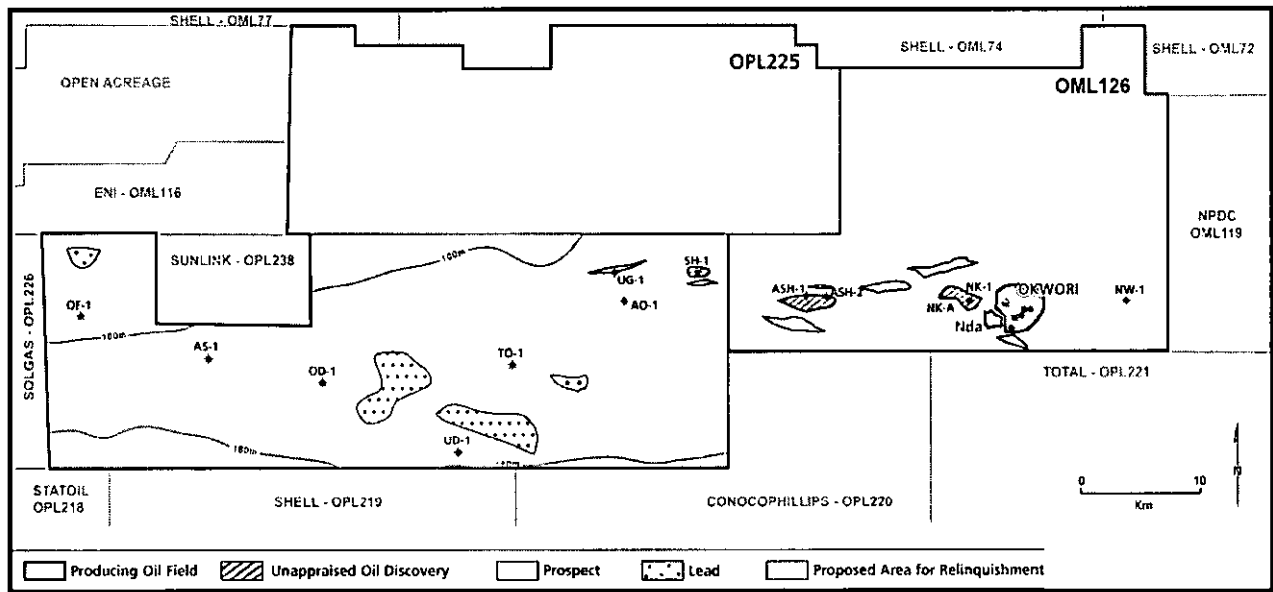 SHELL - OML77
OPL225
SHELL - OML74
SHELL - OML72
OML126
OPEN ACREAGE
ENI - OML116
NPDC
OML119
SUNLINK - OPL238
SOLGAS - OPL226
100m
SH-1
UG-1
AO-1
ASH-1
ASH-2
NK-1
NK-A
OKWORI
Nda
NW-1
OF-1
100m
AS-1
OD-1
TO-1
UD-1
TOTAL - OPL221
180m
STATOIL
OPL218
SHELL - OPL219
CONOCOPHILLIPS - OPL220
0 10
Km
N
Producing Oil Field
Unappraised Oil Discovery
Prospect
Lead
Proposed Area for Relinquishment